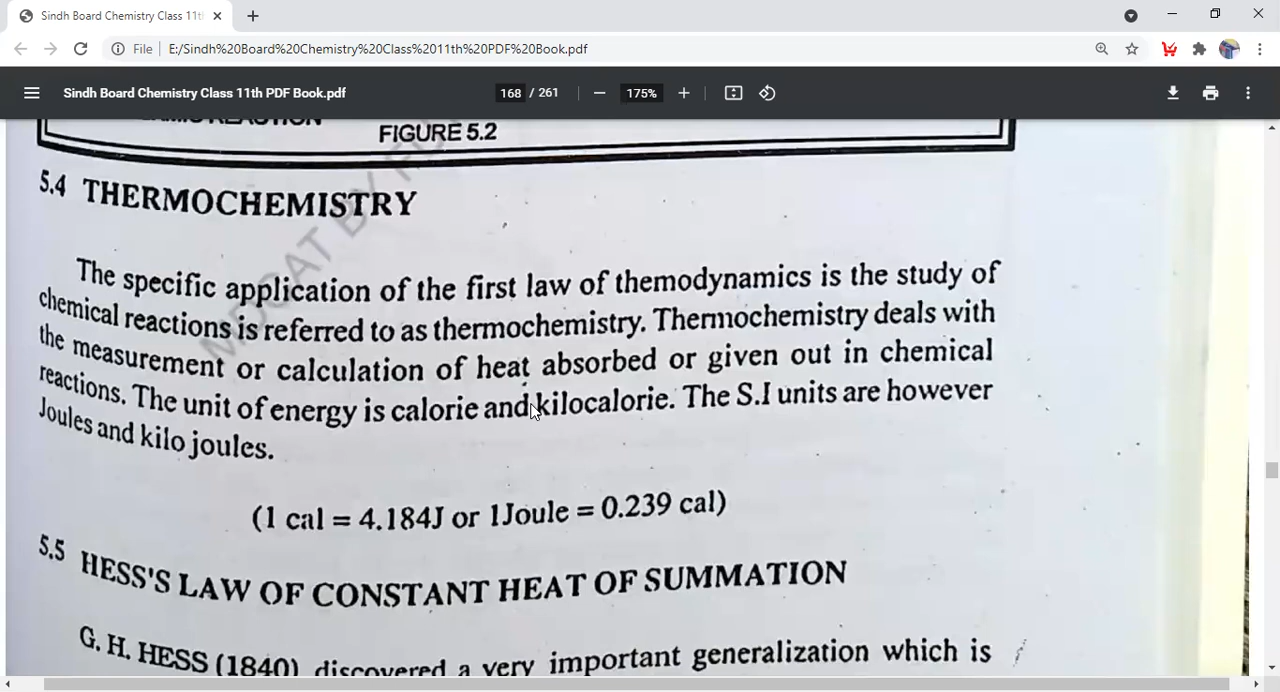 Sindh Board Chemistry Class 11th
File | E:/Sindh%20Board%20Chemistry%20Class%2011th%20PDF%20Book.pdf
Sindh Board Chemistry Class 11th PDF Book.pdf
168 / 261
175%
REACTION
FIGURE 5.2
5.4 THERMOCHEMISTRY
The specific application of the first law of themodynamics is the study of
chemical reactions is referred to as thermochemistry. Thermochemistry deals with
the measurement or calculation of heat absorbed or given out in chemical
reactions. The unit of energy is calorie and kilocalorie. The S.I units are however
Joules and kilo joules.
(1 cal = 4.184J or 1Joule = 0.239 cal)
5.5 HESS'S LAW OF CONSTANT HEAT OF SUMMATION
G. H. HESS (1840) discovered a very important generalization which is
MDCAT BY